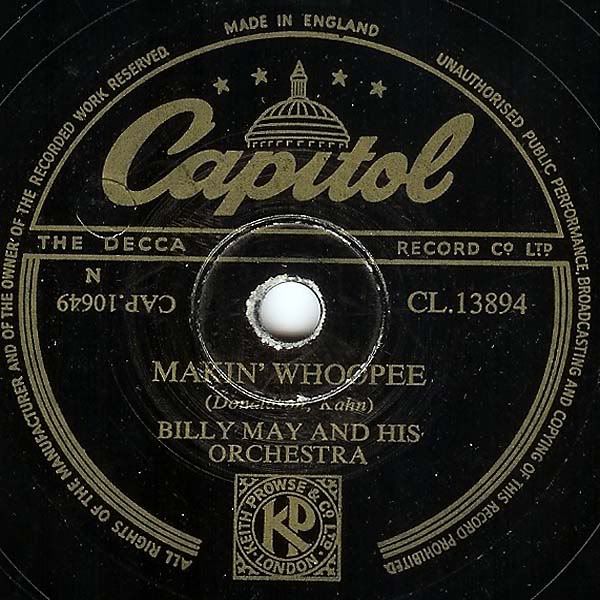 MADE IN ENGLAND
ALL RIGHTS OF THE MANUFACTURER AND OF THE OWNER OF THE RECORDED WORK RESERVED
UNAUTHORISED PUBLIC PERFORMANCE, BROADCASTING AND COPYING OF THIS RECORD PROHIBITED
Capitol
THE DECCA RECORD CO LTD
N
CAP.10649
CL.13894
MAKIN' WHOOPEE
(Donaldson, Kahn)
BILLY MAY AND HIS
ORCHESTRA
KEITH PROWSE & CO LTD.
LONDON
KP